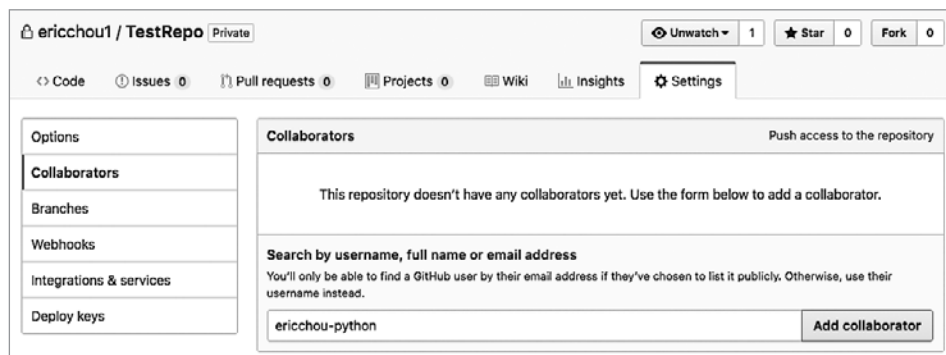 ericchou1 / TestRepo Private
Unwatch 1 Star 0 Fork 0
Code Issues 0 Pull requests 0 Projects 0 Wiki Insights Settings
Options
Collaborators
Branches
Webhooks
Integrations & services
Deploy keys
Collaborators Push access to the repository
This repository doesn't have any collaborators yet. Use the form below to add a collaborator.
Search by username, full name or email address
You'll only be able to find a GitHub user by their email address if they've chosen to list it publicly. Otherwise, use their
username instead.
ericchou-python Add collaborator